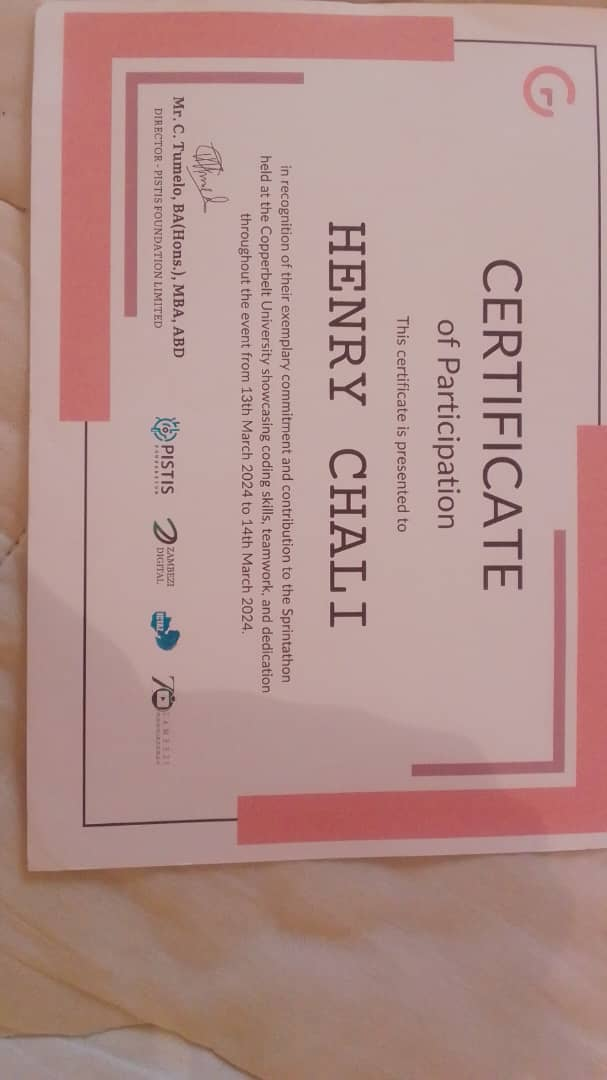 CERTIFICATE
of Participation
This certificate is presented to
HENRY CHALI
in recognition of their exemplary commitment and contribution to the Sprintathon
held at the Copperbelt University showcasing coding skills, teamwork, and dedication
throughout the event from 13th March 2024 to 14th March 2024.
Mr. C. Tumelo, BA(Hons.), MBA, ABD
DIRECTOR - PISTIS FOUNDATION LIMITED
PISTIS
FOUNDATION
ZAMBEZI
DIGITAL
ICTAZ